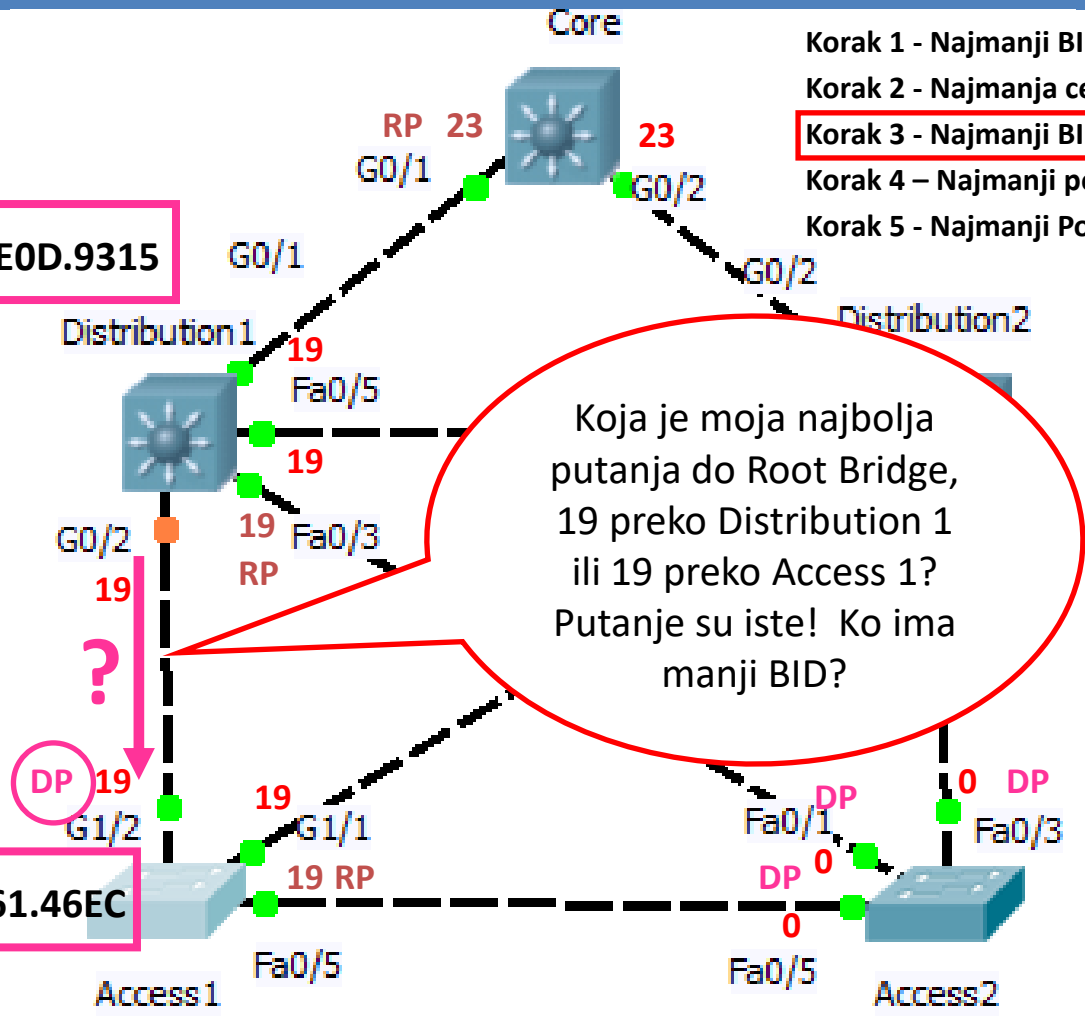 Core
Korak 1 - Najmanji BI
Korak 2 - Najmanja ce
Korak 3 - Najmanji BI
Korak 4 – Najmanji po
Korak 5 - Najmanji Po
RP 23
G0/1
23
G0/2
E0D.9315
G0/1
G0/2
Distribution1
Distribution2
19
Fa0/5
19
G0/2
19
RP
Fa0/3
19
?
Koja je moja najbolja
putanja do Root Bridge,
19 preko Distribution 1
ili 19 preko Access 1?
Putanje su iste! Ko ima
manji BID?
DP
19
G1/2
19
G1/1
DP
Fa0/1
0
0 DP
Fa0/3
61.46EC
19 RP
DP
0
Fa0/5
Fa0/5
Access1
Access2